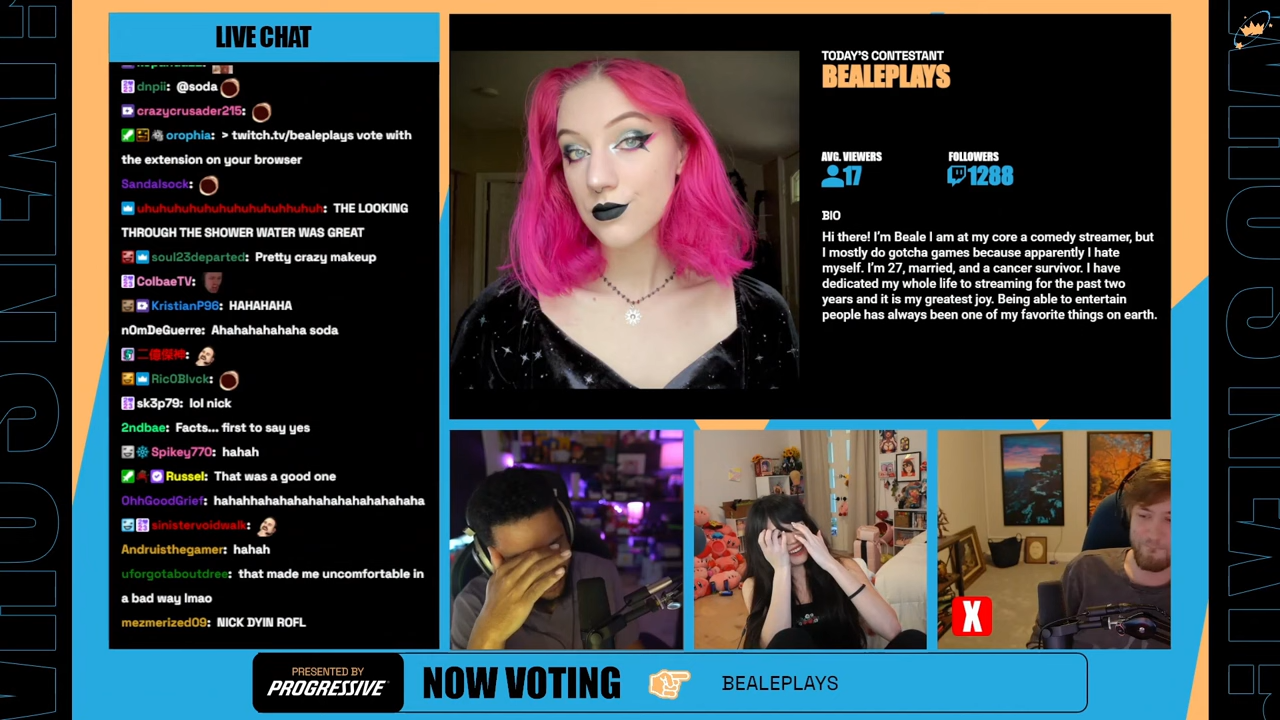 LIVE CHAT
dnpii: @soda
crazycrusader215:
orophia: > twitch.tv/bealeplays vote with
the extension on your browser
Sandalsock:
uhuhuhuhuhuhuhuhuhuhhuhuh: THE LOOKING
THROUGH THE SHOWER WATER WAS GREAT
soul23departed: Pretty crazy makeup
ColbaeTV:
KristianP96: HAHAHAHA
n0mDeGuerre: Ahahahahahaha soda
二億傑神:
RicOBlvck:
sk3p79: lol nick
2ndbae: Facts... first to say yes
Spikey770: hahah
Russel: That was a good one
OhhGoodGrief: hahahhahahahahahahahahahaha
sinistervoidwalk:
Andruisthegamer: hahah
uforgotaboutdree: that made me uncomfortable in
a bad way lmao
mezmerized09: NICK DYIN ROFL
TODAY'S CONTESTANT
BEALEPLAYS
AVG. VIEWERS
17
FOLLOWERS
1288
BIO
Hi there! I'm Beale I am at my core a comedy streamer, but
I mostly do gotcha games because apparently I hate
myself. I'm 27, married, and a cancer survivor. I have
dedicated my whole life to streaming for the past two
years and it is my greatest joy. Being able to entertain
people has always been one of my favorite things on earth.
X
PRESENTED BY
PROGRESSIVE
NOW VOTING
BEALEPLAYS